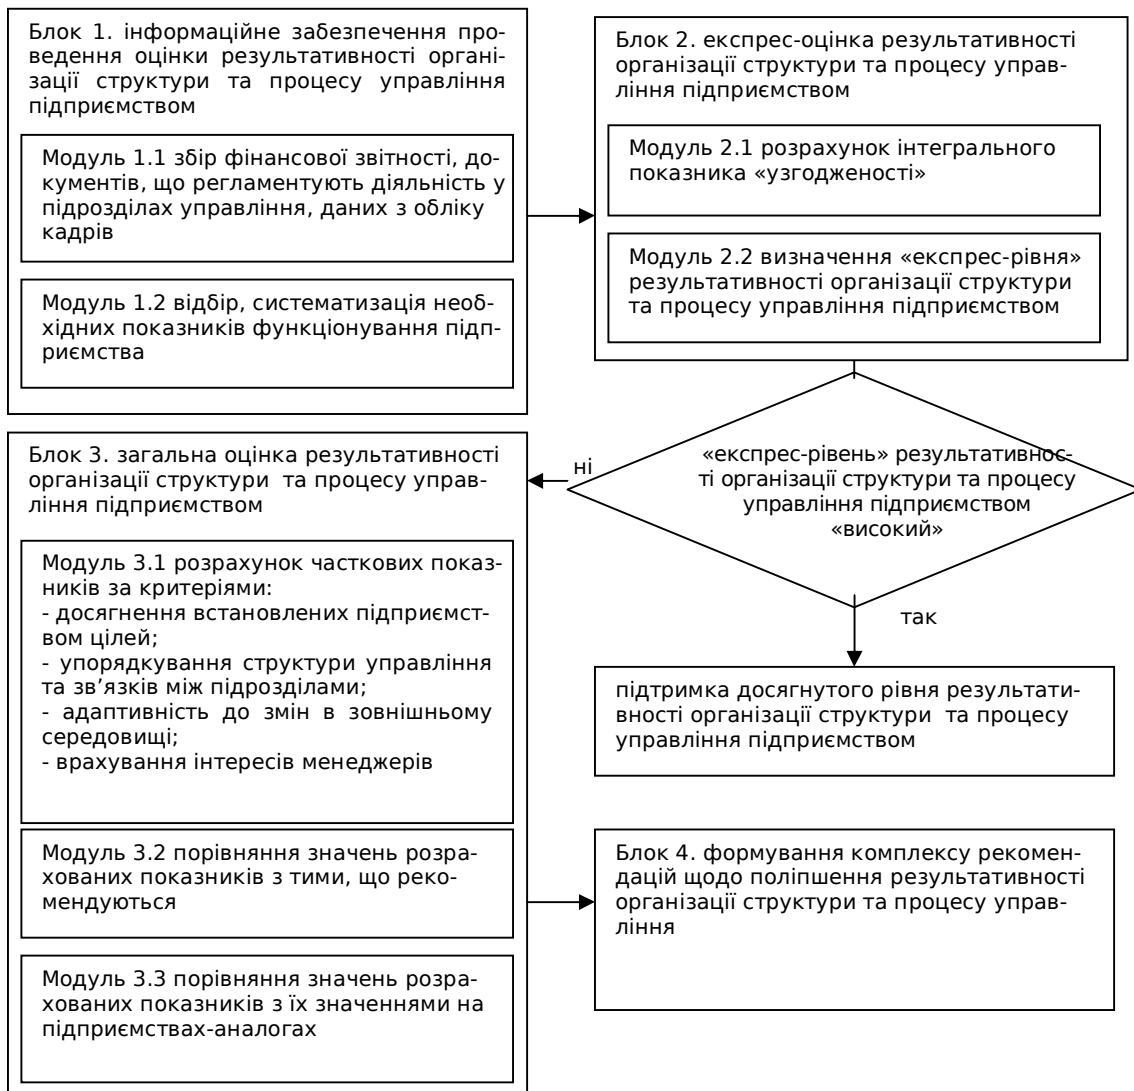 Блок 1. інформаційне забезпечення про-
ведення оцінки результативності органі-
зації структури та процесу управління
підприємством
Модуль 1.1 збір фінансової звітності, до-
кументів, що регламентують діяльність у
підрозділах управління, даних з обліку
кадрів
Модуль 1.2 відбір, систематизація необ-
хідних показників функціонування підп-
риємства
Блок 2. експрес-оцінка результативності
організації структури та процесу управ-
ління підприємством
Модуль 2.1 розрахунок інтегрального
показника «узгодженості»
Модуль 2.2 визначення «експрес-рівня»
результативності організації структури
та процесу управління підприємством
«експрес-рівень» результативнос-
ті організації структури та процесу
управління підприємством
«високий»
ні
так
підтримка досягнутого рівня результати-
вності організації структури та процесу
управління підприємством
Блок 3. загальна оцінка результативності
організації структури та процесу управ-
ління підприємством
Модуль 3.1 розрахунок часткових показ-
ників за критеріями:
- досягнення встановлених підприємст-
вом цілей;
- упорядкування структури управління
та зв’язків між підрозділами;
- адаптивність до змін в зовнішньому
середовищі;
- врахування інтересів менеджерів
Модуль 3.2 порівняння значень розра-
хованих показників з тими, що реко-
мендуються
Модуль 3.3 порівняння значень розра-
хованих показників з їх значеннями на
підприємствах-аналогах
Блок 4. формування комплексу рекомен-
дацій щодо поліпшення результативності
організації структури та процесу управ-
ління